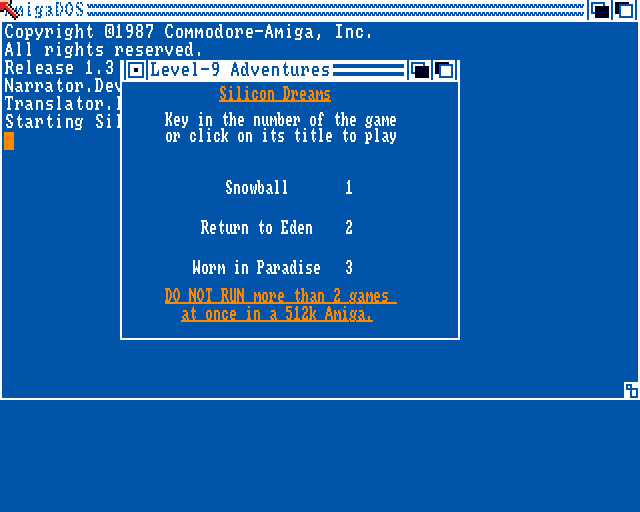 AmigaDOS
Copyright @1987 Commodore-Amiga, Inc.
All rights reserved.
Release 1.3
Level-9 Adventures
Narrator.Dev
Translator.
Starting Sil
Silicon Dreams
Key in the number of the game
or click on its title to play
Snowball 1
Return to Eden 2
Worm in Paradise 3
DO NOT RUN more than 2 games
at once in a 512k Amiga.